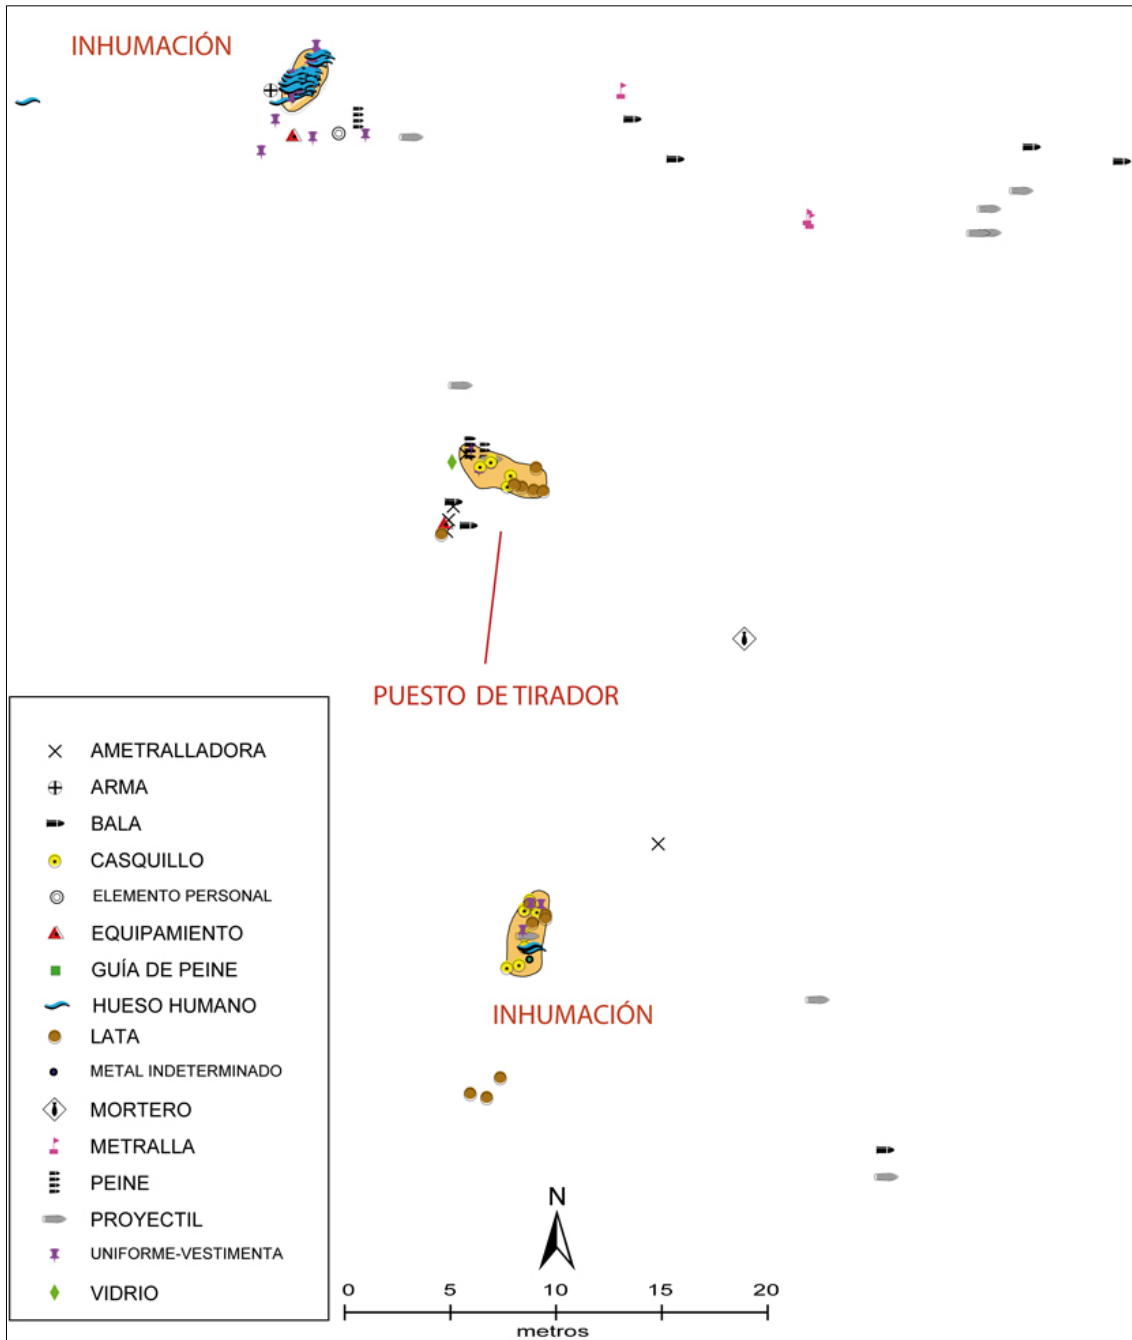 INHUMACIÓN
PUESTO DE TIRADOR
AMETRALLADORA
ARMA
BALA
CASQUILLO
ELEMENTO PERSONAL
EQUIPAMIENTO
GUÍA DE PEINE
HUESO HUMANO
LATA
METAL INDETERMINADO
MORTERO
METRALLA
PEINE
PROYECTIL
UNIFORME-VESTIMENTA
VIDRIO
INHUMACIÓN
N
0 5 10 15 20
metros